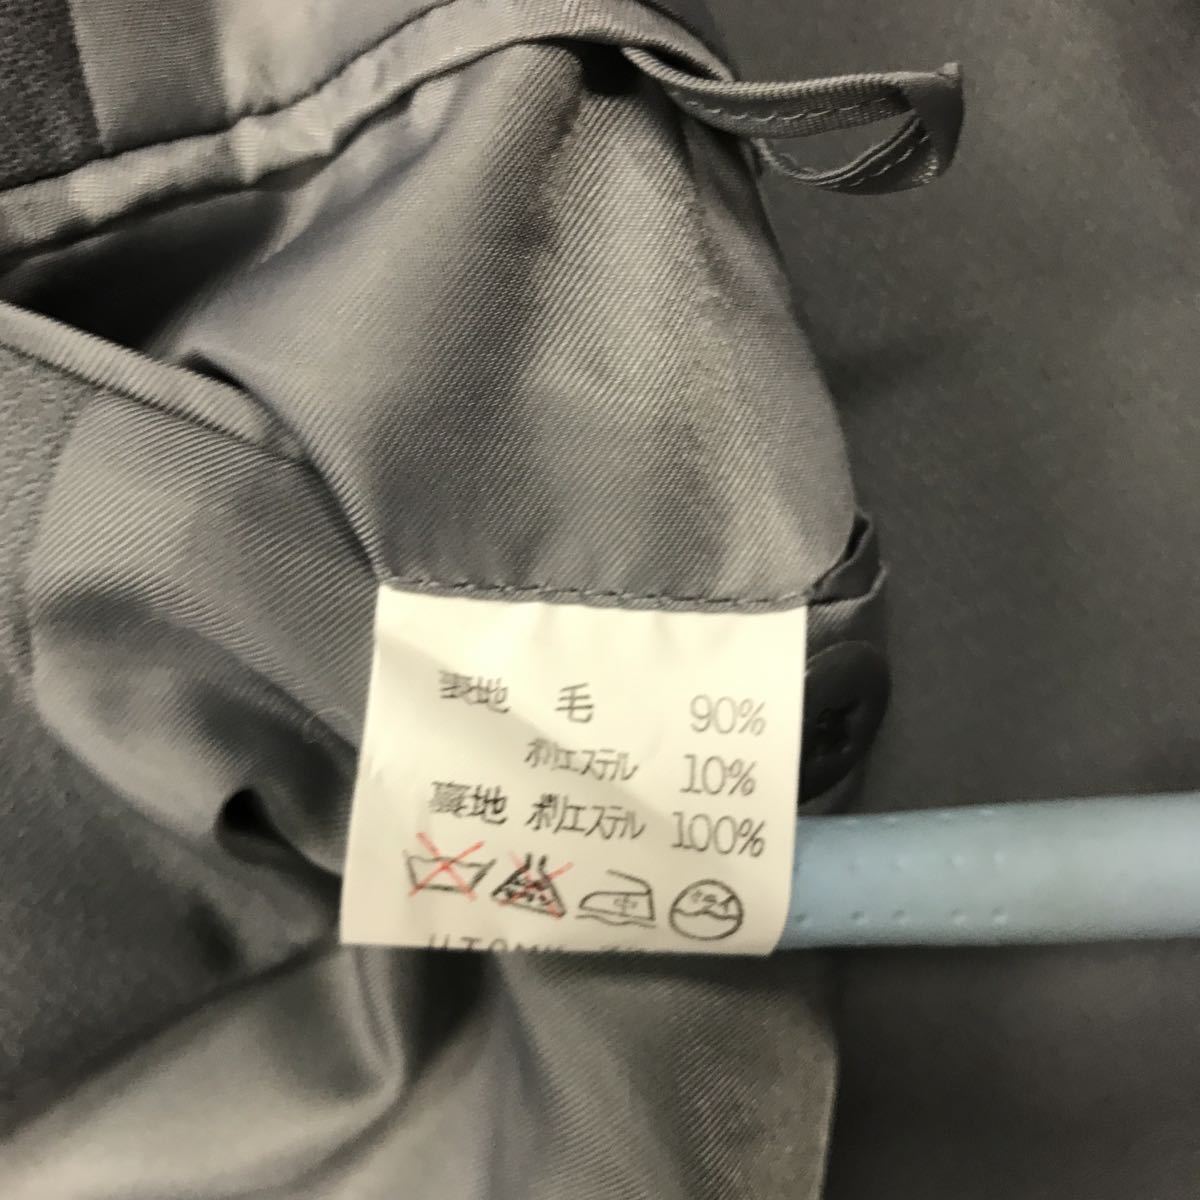 表地 毛 90%
ポリエステル 10%
裏地 ポリエステル 100%
中